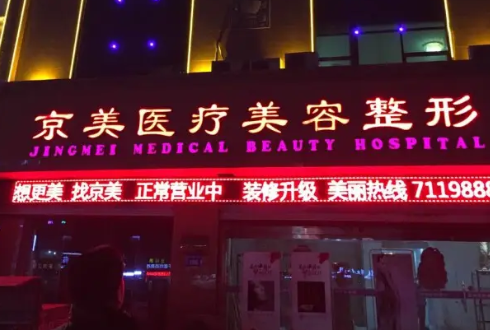 京美医疗美容整形
JINGMEI MEDICAL BEAUTY HOSPITAL
想更美 找京美 正常营业中 装修升级 美丽热线 7119888